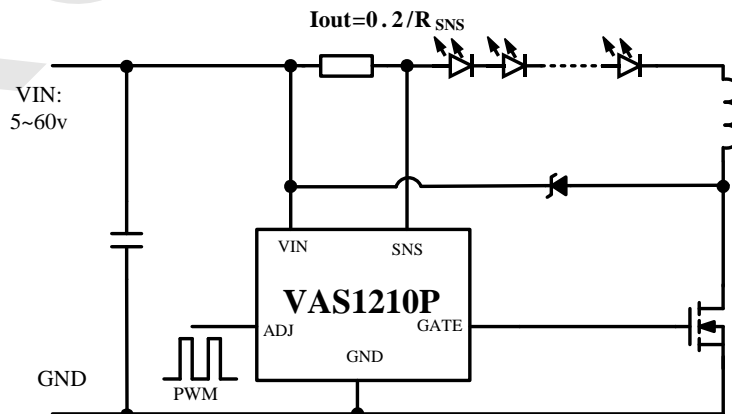 Iout=0.2/RSNS
VIN:
5~60v
VIN
SNS
VAS1210P
ADJ
GATE
GND
GND
PWM